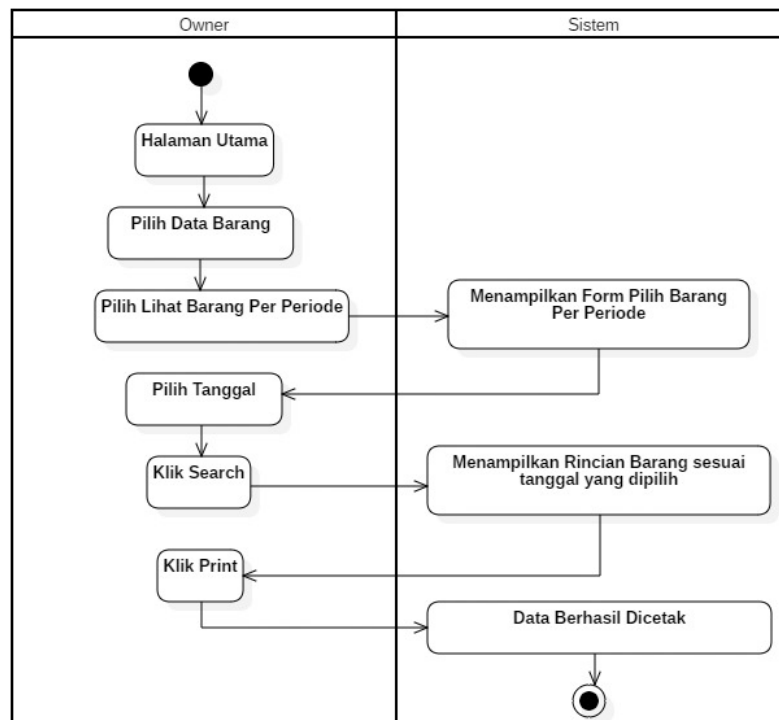 Owner
Sistem
Halaman Utama
Pilih Data Barang
Pilih Lihat Barang Per Periode
Menampilkan Form Pilih Barang
Per Periode
Pilih Tanggal
Klik Search
Menampilkan Rincian Barang sesuai
tanggal yang dipilih
Klik Print
Data Berhasil Dicetak